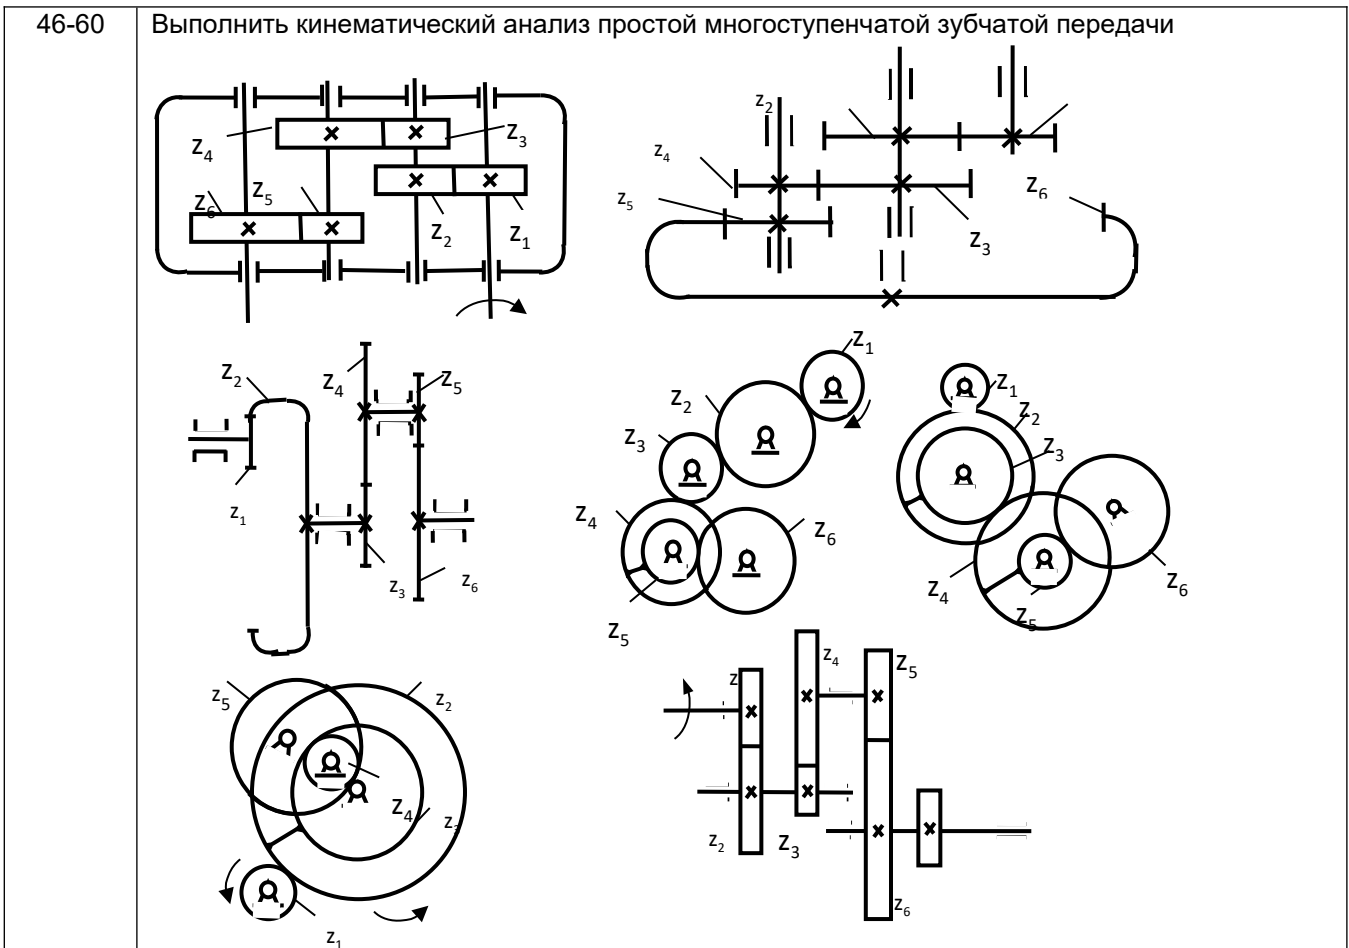 46-60 Выполнить кинематический анализ простой многоступенчатой зубчатой передачи
z4 z3
z6 z5 z2 z1
z2
z4
z5 z6
z3
z2 z4 z5
z1 z3 z6
z1
z2
z3
z4 z6
z5
z1
z2
z3
z4 z6
z5
z5 z2
z4 z3
z1
z z4 z5
z2 z3
z6